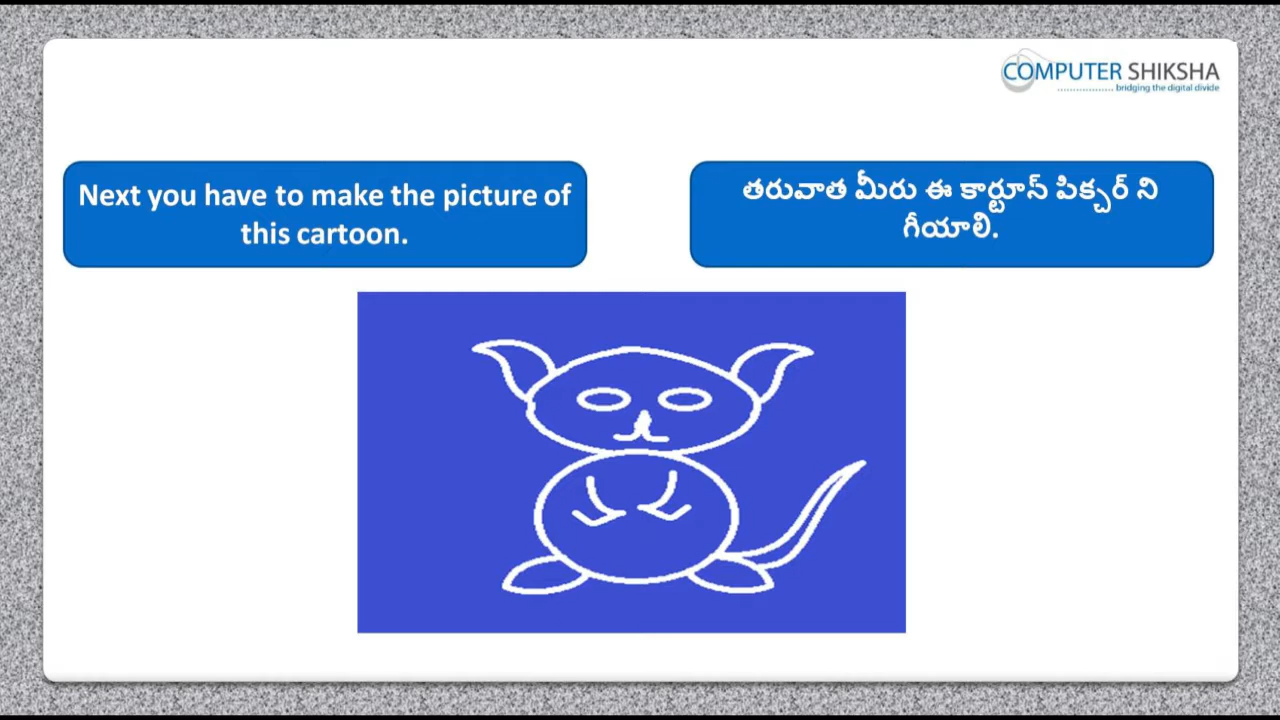 COMPUTER SHIKSHA
bridging the digital divide
Next you have to make the picture of
this cartoon.
తరువాత మీరు ఈ కార్టూన్ పిక్చర్ ని
గీయాలి.